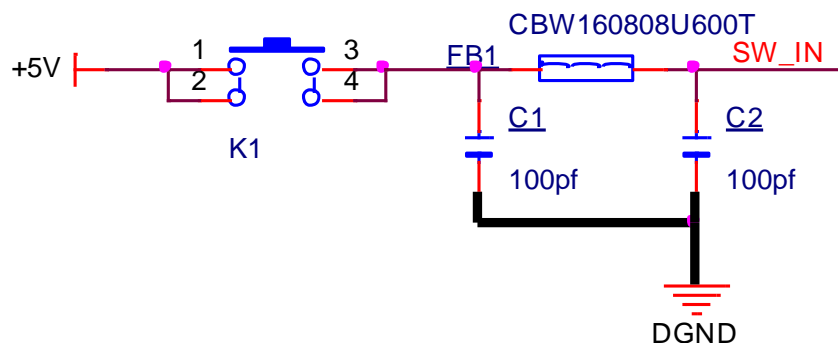 CBW160808U600T
+5V
1
3
FB1
SW_IN
2
4
K1
C1
C2
100pf
100pf
DGND